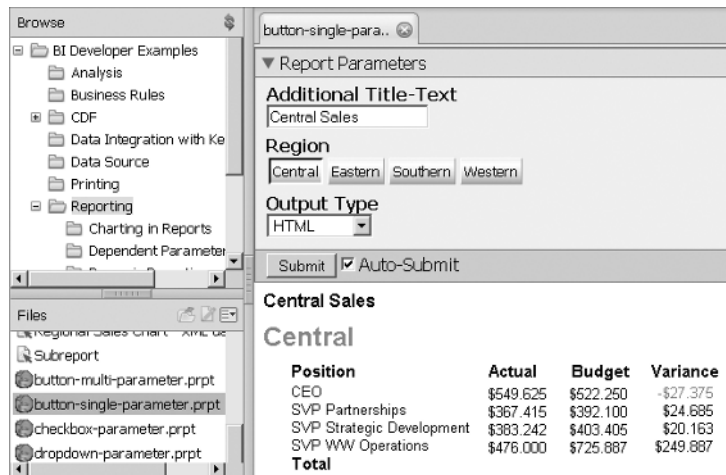 Browse
BI Developer Examples
Analysis
Business Rules
CDF
Data Integration with Ke
Data Source
Printing
Reporting
Charting in Reports
Dependent Parameter
Files
Subreport
button-multi-parameter.prpt
button-single-parameter.prpt
checkbox-parameter.prpt
dropdown-parameter.prpt
button-single-para..
Report Parameters
Additional Title-Text
Central Sales
Region
Central Eastern Southern Western
Output Type
HTML
Submit Auto-Submit
Central Sales
Central
Position Actual Budget Variance
CEO $549.625 $522.250 -$27.375
SVP Partnerships $367.415 $392.100 $24.685
SVP Strategic Development $383.242 $403.405 $20.163
SVP WW Operations $476.000 $725.887 $249.887
Total